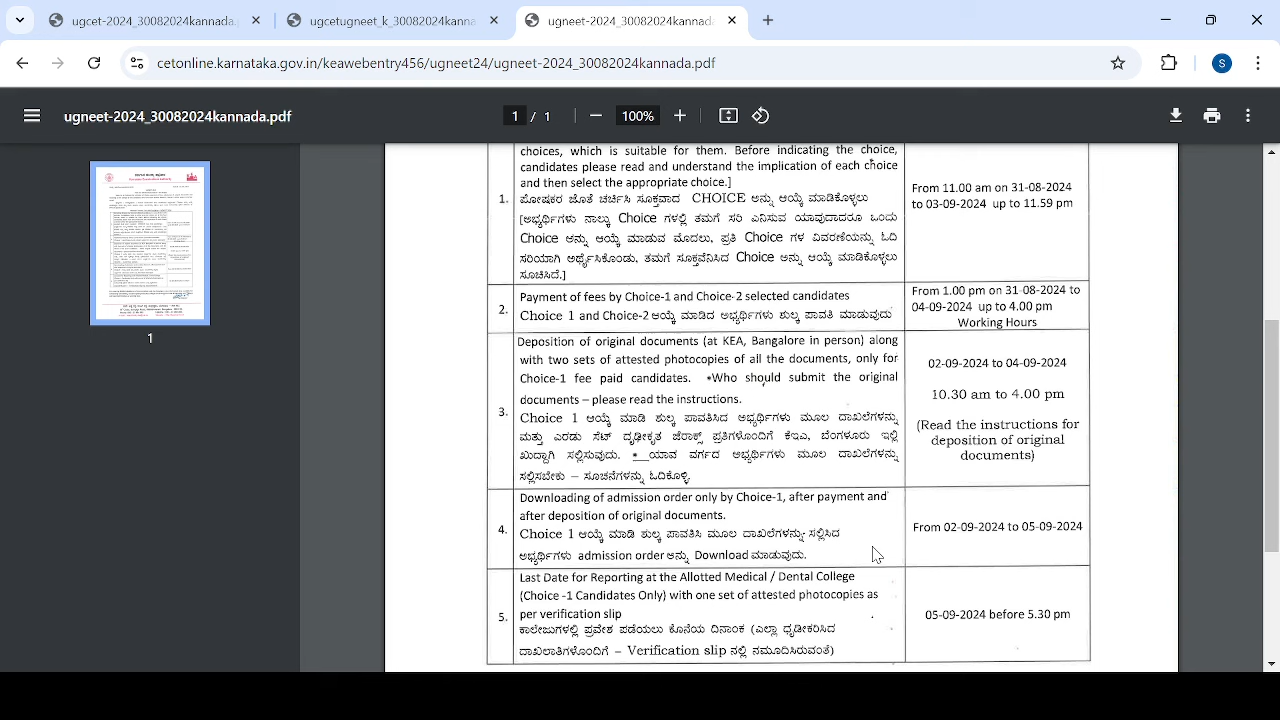 ugcet-2024_30082024kannada.
ugcetugneet_k_30082024kanna
ugneet-2024_30082024kannada
cetonline.karnataka.gov.in/keawebentry456/ugneet24/ugneet-2024_30082024kannada.pdf
S
ugneet-2024_30082024kannada.pdf
1 / 1
100%
1
choices, which is suitable for them. Before indicating the choice,
candidates please read and understand the implication of each choice
and then select the appropriate choice.]
CHOICE ಅನ್ನು ಆಯ್ಕೆ ಮಾಡಿಕೊಳ್ಳಲು
[ಅಭ್ಯರ್ಥಿಗಳು ನಾಲ್ಕು Choice ಗಳಲ್ಲಿ ತಮಗೆ ಸರಿ ಎನಿಸುವ ಯಾವುದಾದರೂ ಒಂದು
ಆಯ್ಕೆ ಮಾಡುವ ಮೊದಲು, ಪ್ರತಿ Choice ಗಳ ಓದಿ
ತಮಗೆ ಸೂಕ್ತವೆನಿಸಿದ Choice ಅನ್ನು
1.
From 11.00 am on 31-08-2024
to 03-09-2024 up to 11.59 pm
2.
Payment of fees by Choice-1 and Choice-2 selected candidates.
Choice 1 and Choice-2 ಆಯ್ಕೆ ಮಾಡಿದ ಅಭ್ಯರ್ಥಿಗಳು ಶುಲ್ಕ ಪಾವತಿ ಮಾಡುವುದು
From 1.00 pm on 31-08-2024 to
04-09-2024 up to 4.00 pm
Working Hours
3.
Deposition of original documents (at KEA, Bangalore in person) along
with two sets of attested photocopies of all the documents, only for
Choice-1 fee paid candidates. *Who should submit the original
documents – please read the instructions.
Choice 1 ಆಯ್ಕೆ ಮಾಡಿ ಶುಲ್ಕ ಪಾವತಿಸಿದ ಅಭ್ಯರ್ಥಿಗಳು ಮೂಲ ದಾಖಲೆಗಳನ್ನು
ಮತ್ತು ಎರಡು ಸೆಟ್ ದೃಢೀಕೃತ ಜೆರಾಕ್ಸ್ ಪ್ರತಿಗಳೊಂದಿಗೆ ಕೆಇಎ, ಬೆಂಗಳೂರು ಇಲ್ಲಿ
ಖುದ್ದಾಗಿ ಸಲ್ಲಿಸುವುದು. * ಯಾವ ವರ್ಗದ ಅಭ್ಯರ್ಥಿಗಳು ಮೂಲ ದಾಖಲೆಗಳನ್ನು
ಸಲ್ಲಿಸಬೇಕು – ಸೂಚನೆಗಳನ್ನು ಓದಿಕೊಳ್ಳಿ.
02-09-2024 to 04-09-2024
10.30 am to 4.00 pm
(Read the instructions for
deposition of original
documents)
4.
Downloading of admission order only by Choice-1, after payment and
after deposition of original documents.
Choice 1 ಆಯ್ಕೆ ಮಾಡಿ ಶುಲ್ಕ ಪಾವತಿಸಿ ಮೂಲ ದಾಖಲೆಗಳನ್ನು ಸಲ್ಲಿಸಿದ
ಅಭ್ಯರ್ಥಿಗಳು admission order ಅನ್ನು Download ಮಾಡುವುದು.
From 02-09-2024 to 05-09-2024
5.
Last Date for Reporting at the Allotted Medical / Dental College
(Choice -1 Candidates Only) with one set of attested photocopies as
per verification slip
ಕಾಲೇಜುಗಳಲ್ಲಿ ಪ್ರವೇಶ ಪಡೆಯಲು ಕೊನೆಯ ದಿನಾಂಕ (ಎಲ್ಲಾ ಧೃಡೀಕರಿಸಿದ
ದಾಖಲಾತಿಗಳೊಂದಿಗೆ – Verification slip ನಲ್ಲಿ ನಮೂದಿಸಿರುವಂತೆ)
05-09-2024 before 5.30 pm